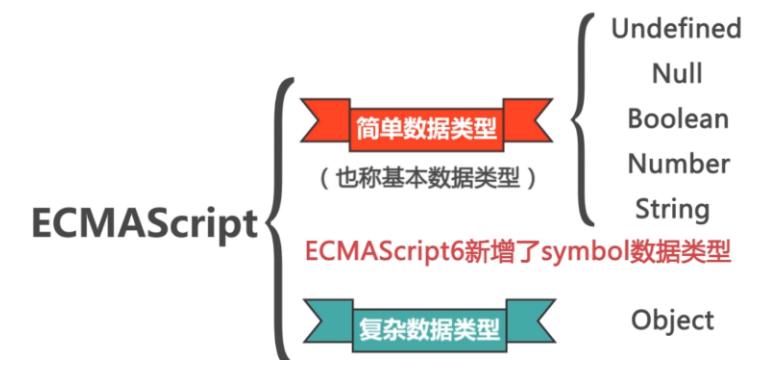 ECMAScript
简单数据类型
（也称基本数据类型）
Undefined
Null
Boolean
Number
String
ECMAScript6新增了symbol数据类型
复杂数据类型
Object